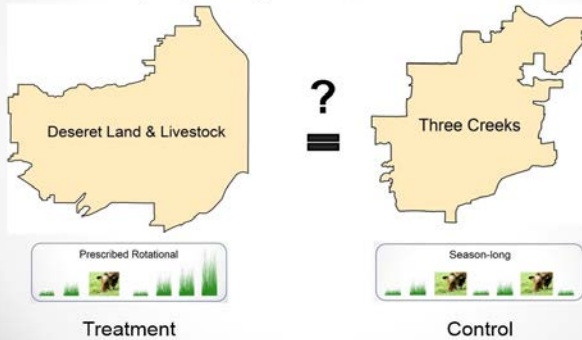 Deseret Land & Livestock
?
=
Three Creeks
Prescribed Rotational
Season-long
Treatment
Control